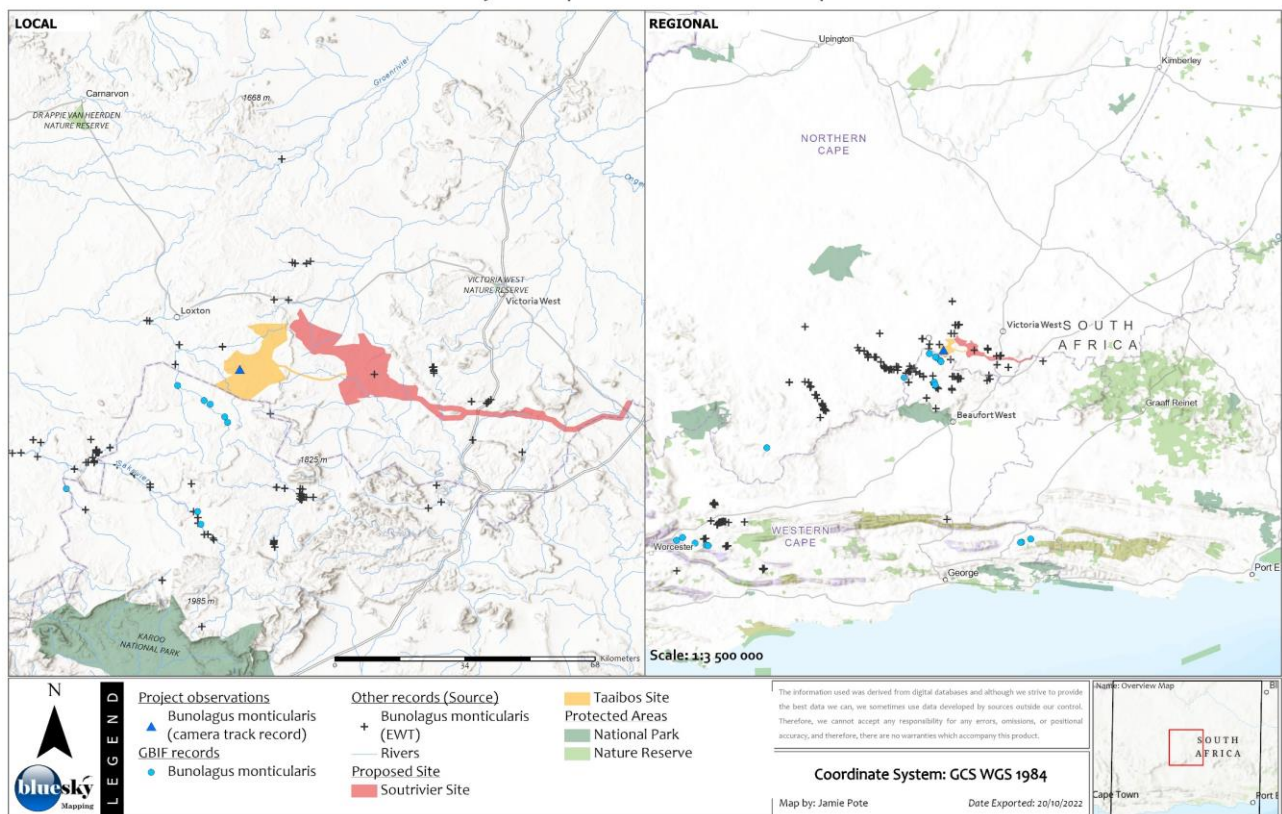 LOCAL
Carnarvon
DR APPIE VAN HEERDEN
NATURE RESERVE
1668 m.
Groenrivier
Ongers
VICTORIA WEST
NATURE RESERVE
Victoria West
Loxton
1825 m
Sakrivier
1985 m
KAROO
NATIONAL PARK
0 34 68
Kilometers
REGIONAL
Upington
Kimberley
NORTHERN
CAPE
Victoria West
SOUTH
AFRICA
Graaff Reinet
Beaufort West
WESTERN
CAPE
Worcester
George
Port E
Scale: 1:3 500 000
N
bluesky
Mapping
LEGEND
Project observations
Bunolagus monticularis
(camera track record)
GBIF records
Bunolagus monticularis
Other records (Source)
Bunolagus monticularis
(EWT)
Rivers
Proposed Site
Soutrivier Site
Taaibos Site
Protected Areas
National Park
Nature Reserve
The information used was derived from digital databases and although we strive to provide
the best data we can, we sometimes use data developed by sources outside our control.
Therefore, we cannot accept any responsibility for any errors, omissions, or positional
accuracy, and therefore, there are no warranties which accompany this product.
Coordinate System: GCS WGS 1984
Map by: Jamie Pote Date Exported: 20/10/2022
Name: Overview Map
Bl
SOUTH
AFRICA
Cape Town
Port E